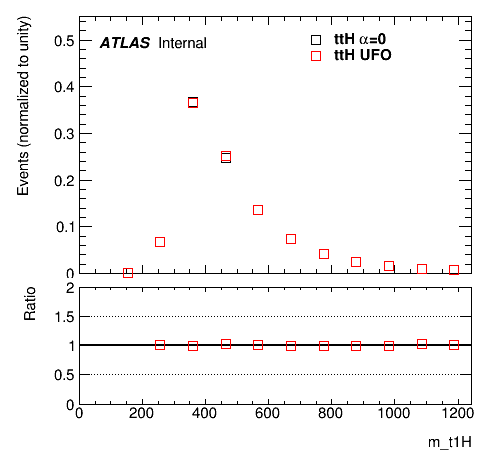 ATLAS Internal
ttH α=0
ttH UFO
Events (normalized to unity)
0.5
0.4
0.3
0.2
0.1
0
Ratio
2
1.5
1
0.5
0
0 200 400 600 800 1000 1200
m_t1H